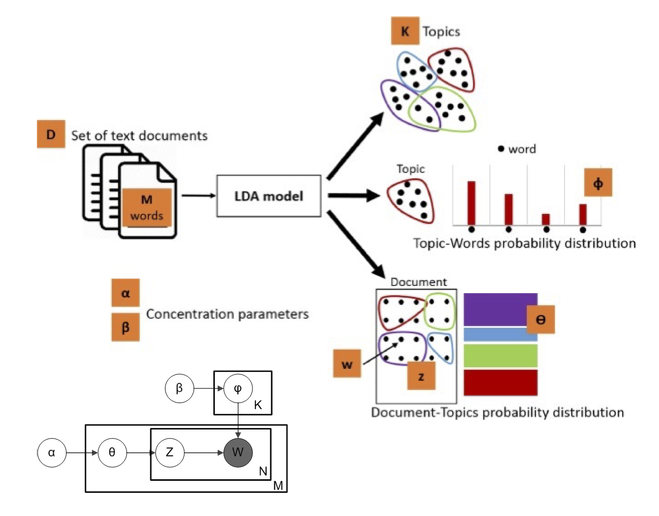 K Topics
D Set of text documents
M
words
LDA model
Topic
word
ϕ
Topic-Words probability distribution
α
β
Concentration parameters
Document
Θ
w
z
Document-Topics probability distribution
β
φ
K
α
θ
Z
W
N
M